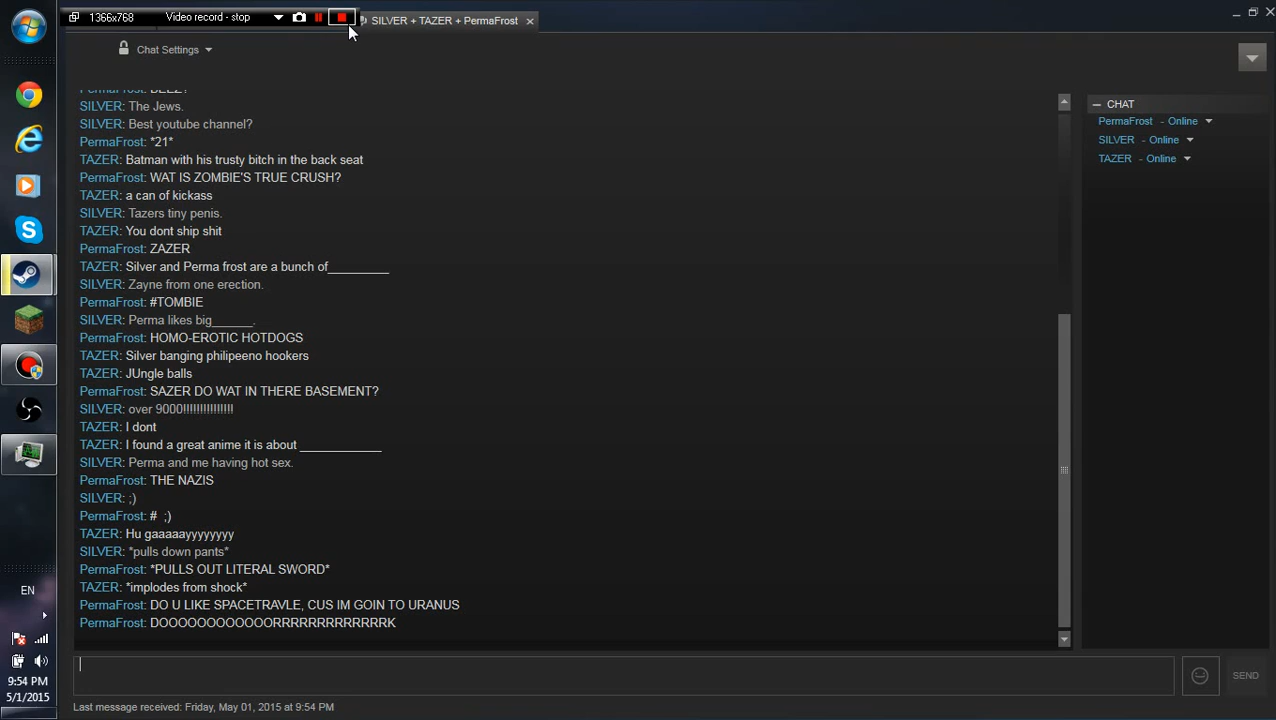 1366x768 Video record - stop
SILVER + TAZER + PermaFrost
Chat Settings
SILVER: The Jews.
SILVER: Best youtube channel?
PermaFrost: *21*
TAZER: Batman with his trusty bitch in the back seat
PermaFrost: WAT IS ZOMBIE'S TRUE CRUSH?
TAZER: a can of kickass
SILVER: Tazers tiny penis.
TAZER: You dont ship shit
PermaFrost: ZAZER
TAZER: Silver and Perma frost are a bunch of_________
SILVER: Zayne from one erection.
PermaFrost: #TOMBIE
SILVER: Perma likes big______.
PermaFrost: HOMO-EROTIC HOTDOGS
TAZER: Silver banging philipeeno hookers
TAZER: JUngle balls
PermaFrost: SAZER DO WAT IN THERE BASEMENT?
SILVER: over 9000!!!!!!!!!!!!!!!
TAZER: I dont
TAZER: I found a great anime it is about ____________
SILVER: Perma and me having hot sex.
PermaFrost: THE NAZIS
SILVER: ;)
PermaFrost: # ;)
TAZER: Hu gaaaaayyyyyyyy
SILVER: *pulls down pants*
PermaFrost: *PULLS OUT LITERAL SWORD*
TAZER: *implodes from shock*
PermaFrost: DO U LIKE SPACETRAVLE, CUS IM GOIN TO URANUS
PermaFrost: DOOOOOOOOOOOORRRRRRRRRRRRRK
CHAT
PermaFrost - Online
SILVER - Online
TAZER - Online
SEND
Last message received: Friday, May 01, 2015 at 9:54 PM
EN
9:54 PM
5/1/2015